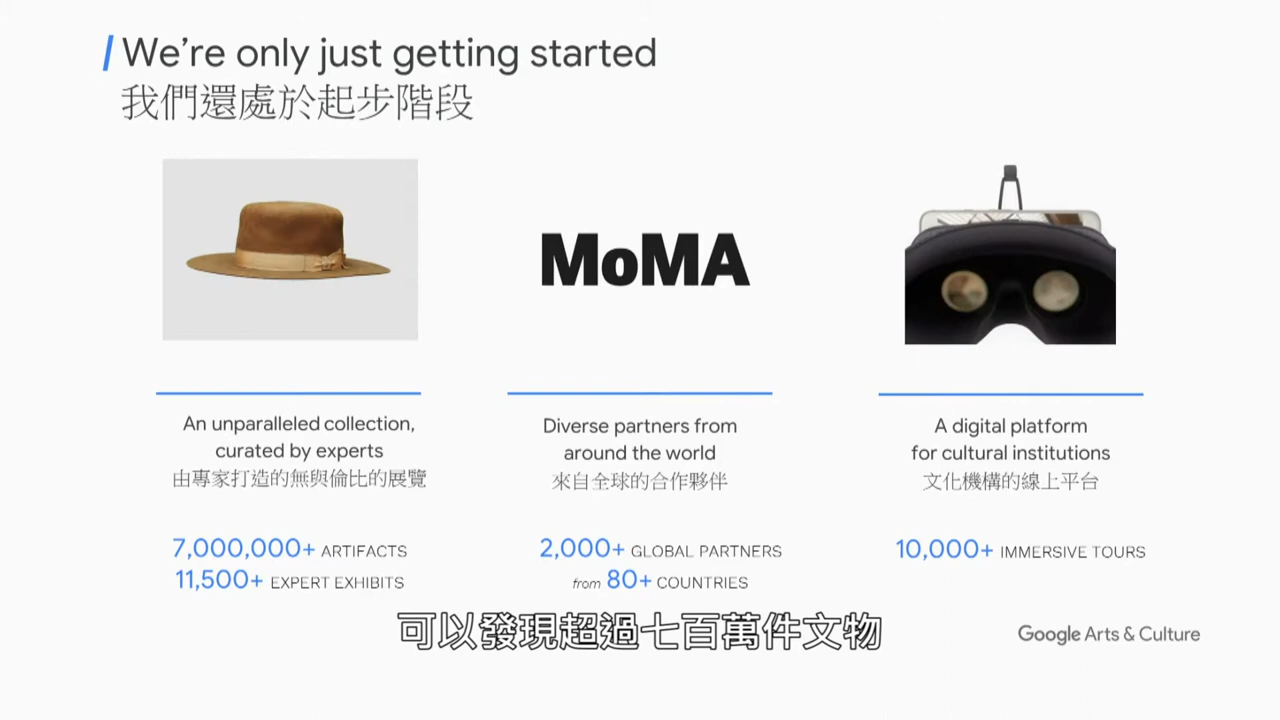 We're only just getting started
我們還處於起步階段
MoMA
An unparalleled collection,
curated by experts
由專家打造的無與倫比的展覽
7,000,000+ ARTIFACTS
11,500+ EXPERT EXHIBITS
Diverse partners from
around the world
來自全球的合作夥伴
2,000+ GLOBAL PARTNERS
from 80+ COUNTRIES
A digital platform
for cultural institutions
文化機構的線上平台
10,000+ IMMERSIVE TOURS
可以發現超過七百萬件文物
Google Arts & Culture